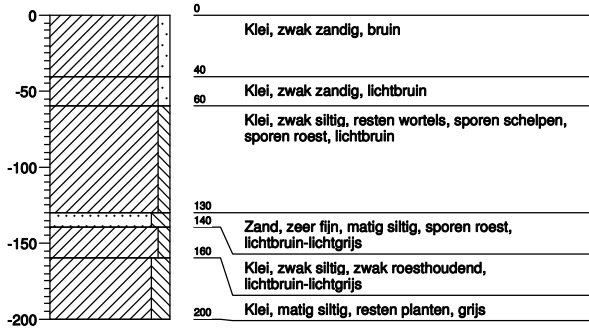 0
0
Klei, zwak zandig, bruin
40
-50
Klei, zwak zandig, lichtbruin
60
Klei, zwak siltig, resten wortels, sporen schelpen,
sporen roest, lichtbruin
-100
130
140
Zand, zeer fijn, matig siltig, sporen roest,
lichtbruin-lichtgrijs
-150
160
Klei, zwak siltig, zwak roesthoudend,
lichtbruin-lichtgrijs
-200
200
Klei, matig siltig, resten planten, grijs